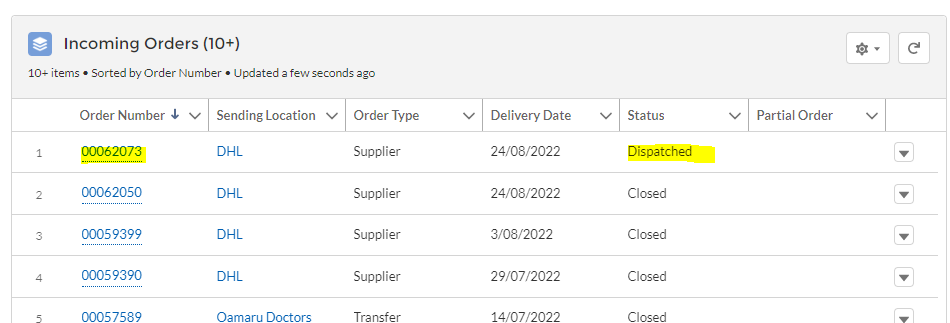 Incoming Orders (10+)
10+ items • Sorted by Order Number • Updated a few seconds ago
Order Number Sending Location Order Type Delivery Date Status Partial Order
1 00062073 DHL Supplier 24/08/2022 Dispatched
2 00062050 DHL Supplier 24/08/2022 Closed
3 00059399 DHL Supplier 3/08/2022 Closed
4 00059390 DHL Supplier 29/07/2022 Closed
5 00057589 Oamaru Doctors Transfer 14/07/2022 Closed